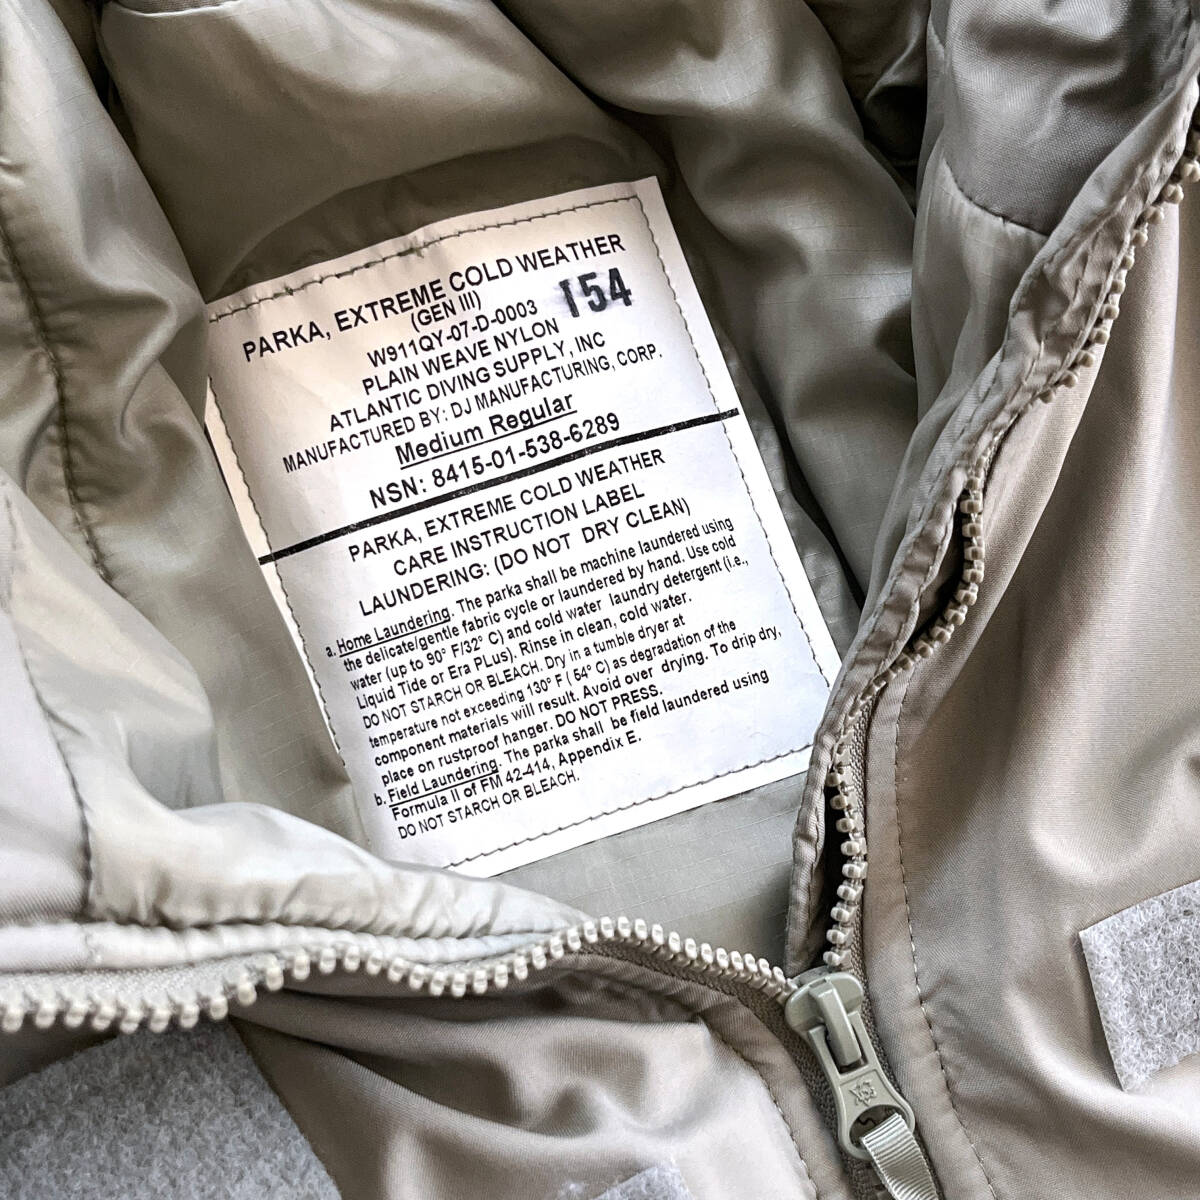 PARKA, EXTREME COLD WEATHER
(GEN III)
W911QY-07-D-0003 154
PLAIN WEAVE NYLON
ATLANTIC DIVING SUPPLY, INC
MANUFACTURED BY: DJ MANUFACTURING, CORP.
Medium Regular
NSN: 8415-01-538-6289
PARKA, EXTREME COLD WEATHER
CARE INSTRUCTION LABEL
LAUNDERING: (DO NOT DRY CLEAN)
a. Home Laundering. The parka shall be machine laundered using
the delicate/gentle fabric cycle or laundered by hand. Use cold
water (up to 90° F/32° C) and cold water laundry detergent (i.e.,
Liquid Tide or Era PLus). Rinse in clean, cold water.
DO NOT STARCH OR BLEACH. Dry in a tumble dryer at
temperature not exceeding 130° F ( 54° C) as degradation of the
component materials will result. Avoid over drying. To drip dry,
place on rustproof hanger. DO NOT PRESS.
b. Field Laundering. The parka shall be field laundered using
Formula II of FM 42-414, Appendix E.
DO NOT STARCH OR BLEACH.